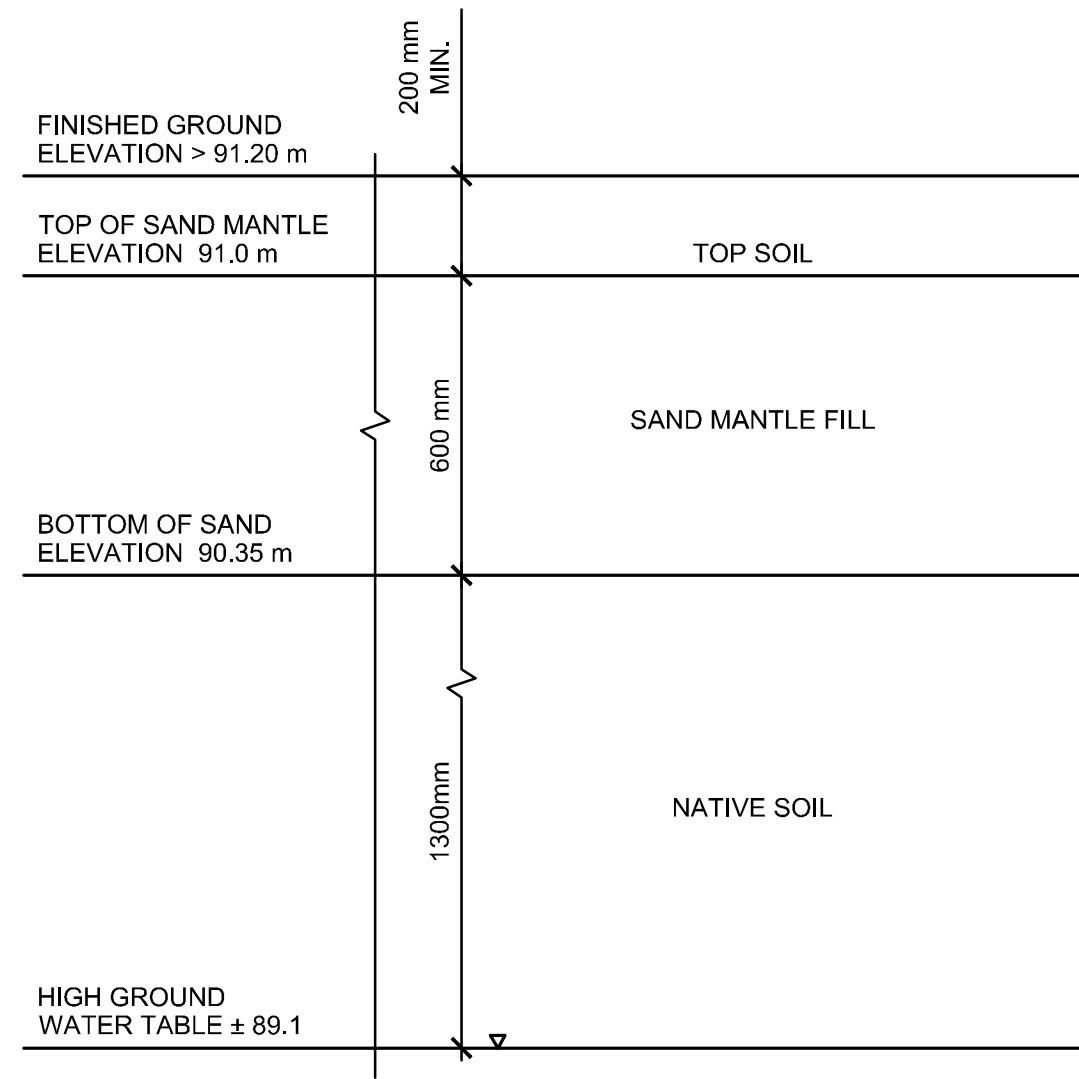 200 mm
MIN.
FINISHED GROUND
ELEVATION > 91.20 m
TOP OF SAND MANTLE
ELEVATION 91.0 m
TOP SOIL
600 mm
SAND MANTLE FILL
BOTTOM OF SAND
ELEVATION 90.35 m
1300mm
NATIVE SOIL
HIGH GROUND
WATER TABLE ± 89.1